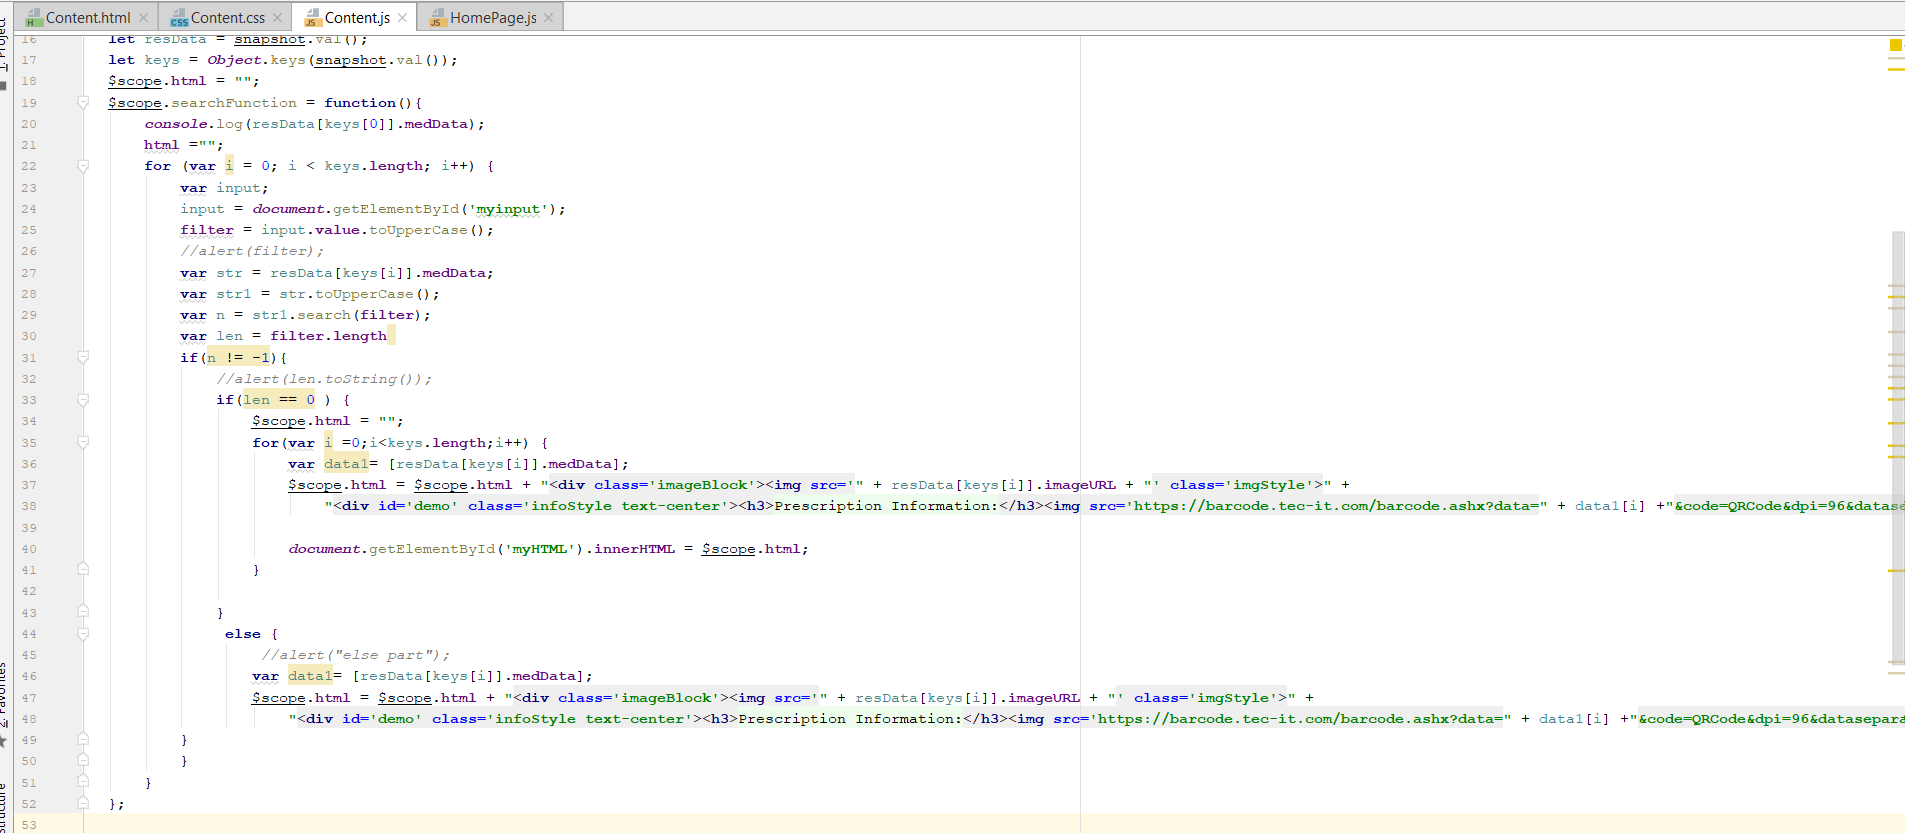 Content.html
Content.css
Content.js
HomePage.js
1: Project
16 let resData = snapshot.val();
17 let keys = Object.keys(snapshot.val());
18 $scope.html = "";
19 $scope.searchFunction = function(){
20 console.log(resData[keys[0]].medData);
21 html ="";
22 for (var i = 0; i < keys.length; i++) {
23 var input;
24 input = document.getElementById('myinput');
25 filter = input.value.toUpperCase();
26 //alert(filter);
27 var str = resData[keys[i]].medData;
28 var str1 = str.toUpperCase();
29 var n = str1.search(filter);
30 var len = filter.length
31 if(n != -1){
32 //alert(len.toString());
33 if(len == 0 ) {
34 $scope.html = "";
35 for(var i =0;i<keys.length;i++) {
36 var data1= [resData[keys[i]].medData];
37 $scope.html = $scope.html + "<div class='imageBlock'><img src='" + resData[keys[i]].imageURL + "' class='imgStyle'>" +
38 "<div id='demo' class='infoStyle text-center'><h3>Prescription Information:</h3><img src='https://barcode.tec-it.com/barcode.ashx?data=" + data1[i] +"&code=QRCode&dpi=96&datase
39
40 document.getElementById('myHTML').innerHTML = $scope.html;
41 }
42
43 }
44 else {
45 //alert("else part");
46 var data1= [resData[keys[i]].medData];
47 $scope.html = $scope.html + "<div class='imageBlock'><img src='" + resData[keys[i]].imageURL + "' class='imgStyle'>" +
48 "<div id='demo' class='infoStyle text-center'><h3>Prescription Information:</h3><img src='https://barcode.tec-it.com/barcode.ashx?data=" + data1[i] +"&code=QRCode&dpi=96&datasepara
49 }
50 }
51 }
52 };
53
2: Favorites
Structure